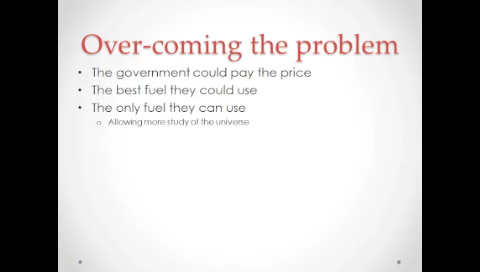 Over-coming the problem
• The government could pay the price
• The best fuel they could use
• The only fuel they can use
o Allowing more study of the universe